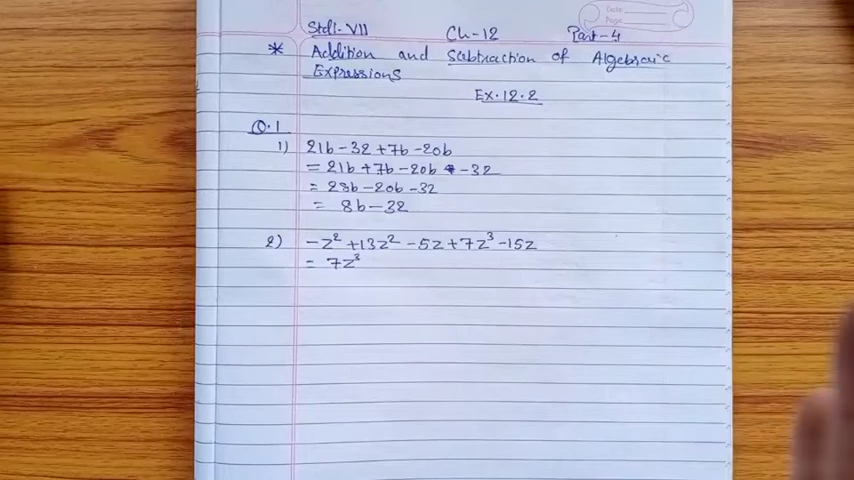 Date
Page
Std:- VII Ch-12 Part-4
* Addition and Subtraction of Algebraic
Expressions
Ex.12.2
Q.1
1) 21b - 32 + 7b - 20b
= 21b + 7b - 20b - 32
= 28b - 20b - 32
= 8b - 32
2) -z² + 13z² - 5z + 7z³ - 15z
= 7z³